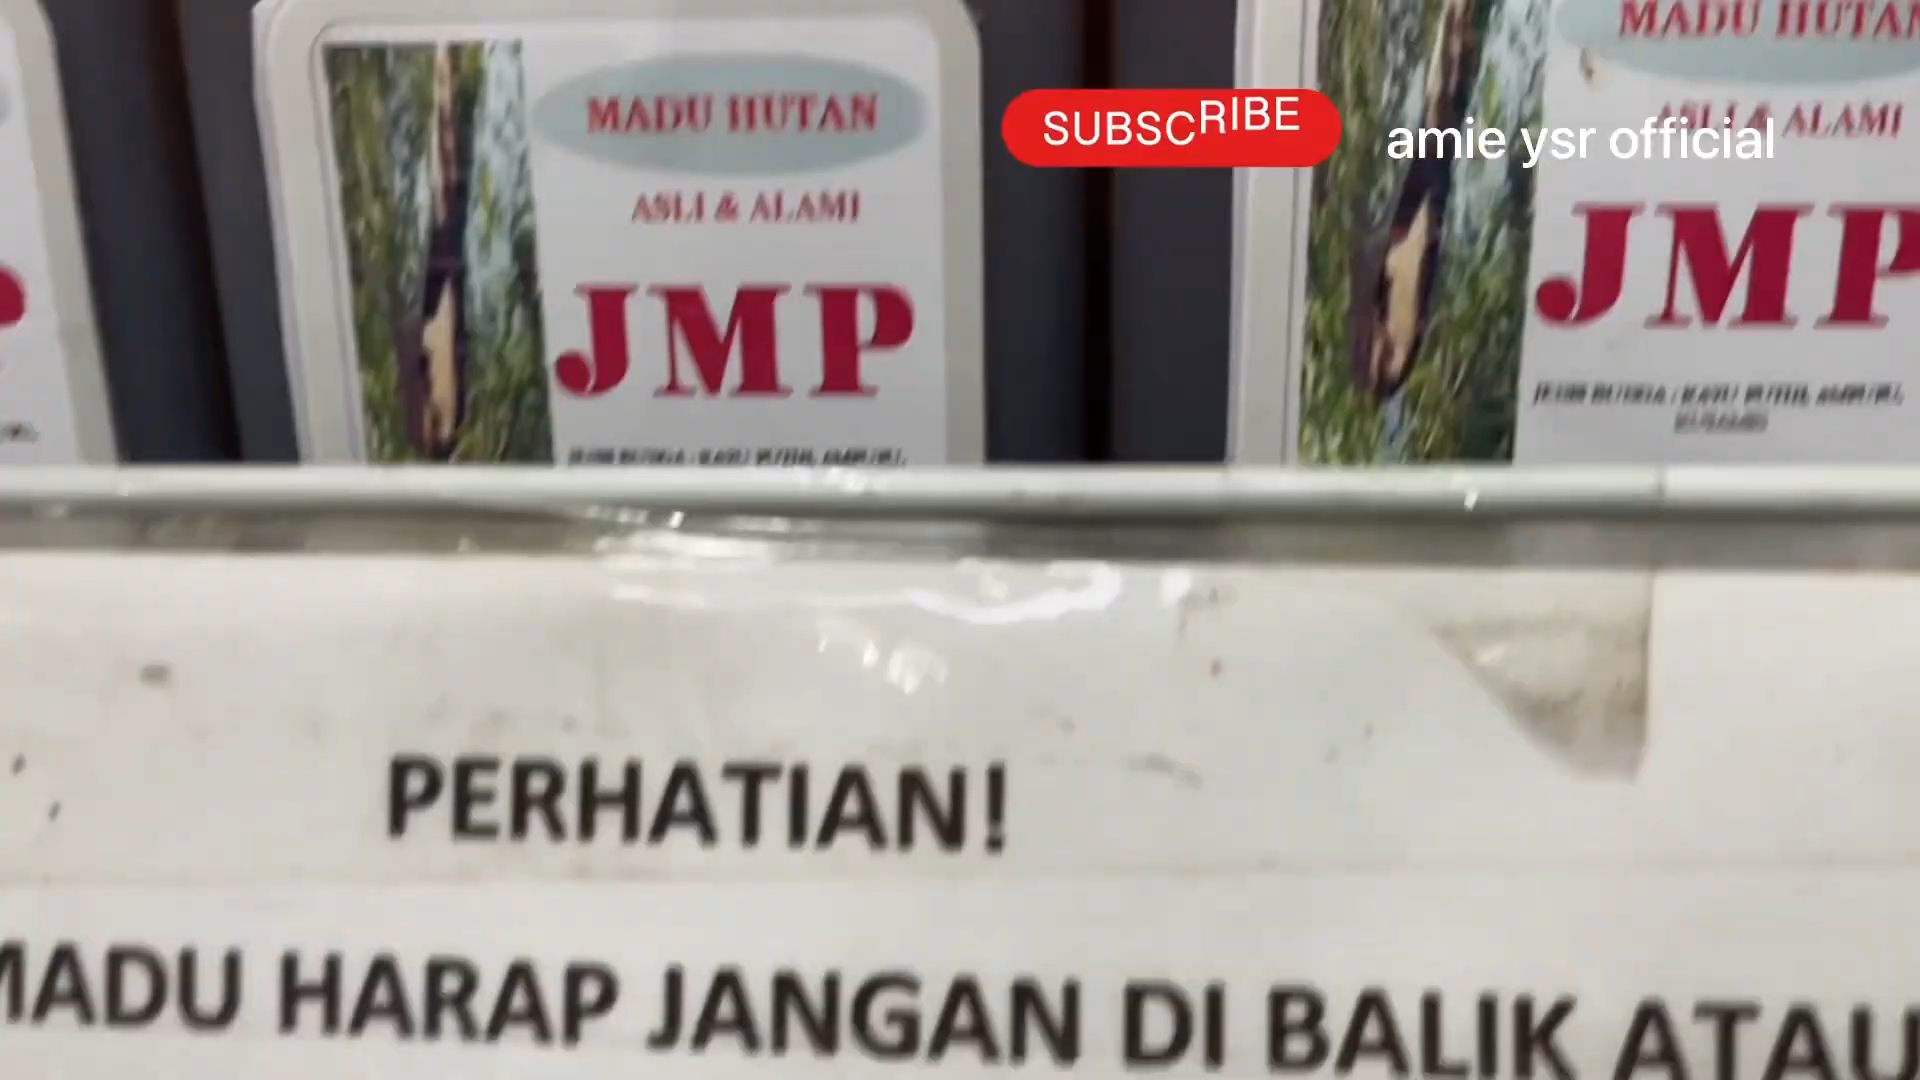 MADU HUTAN
ASLI & ALAMI
JMP
SUBSCRIBE
amie ysr official
MADU HUTAN
ASLI & ALAMI
JMP
PERHATIAN!
MADU HARAP JANGAN DI BALIK ATAU